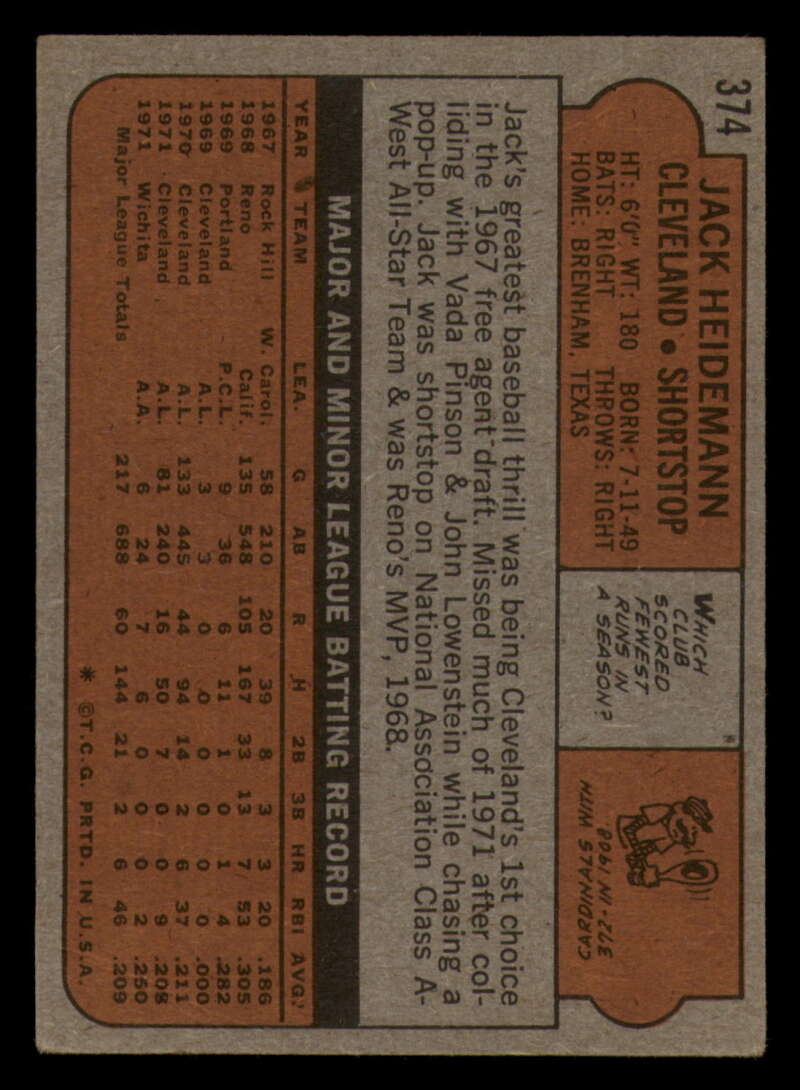 374
JACK HEIDEMANN
CLEVELAND • SHORTSTOP
HT: 6'0" WT: 180 BORN: 7-11-49
BATS: RIGHT THROWS: RIGHT
HOME: BRENHAM, TEXAS
WHICH
CLUB
SCORED
FEWEST
RUNS IN
A SEASON?
CARDINALS WITH
372-IN 1908.
Jack's greatest baseball thrill was being Cleveland's 1st choice
in the 1967 free agent draft. Missed much of 1971 after col-
liding with Vada Pinson & John Lowenstein while chasing a
pop-up. Jack was shortstop on National Association Class A-
West All-Star Team & was Reno's MVP, 1968.
MAJOR AND MINOR LEAGUE BATTING RECORD
YEAR TEAM LEA. G AB R H 2B 3B HR RBI AVG.
1967 Rock Hill W. Carol. 58 210 20 39 8 3 3 20 .186
1968 Reno Calif. 135 548 105 167 33 13 7 53 .305
1969 Portland P.C.L. 9 36 6 11 1 0 1 4 .282
1969 Cleveland A.L. 3 3 0 0 0 0 0 0 .000
1970 Cleveland A.L. 133 445 44 94 14 2 6 37 .211
1971 Cleveland A.L. 81 240 16 50 7 0 0 9 .208
1971 Wichita A.A. 6 24 7 6 0 0 0 2 .250
Major League Totals 217 688 60 144 21 2 6 46 .209
* ©T.C.G. PRTD. IN U.S.A.